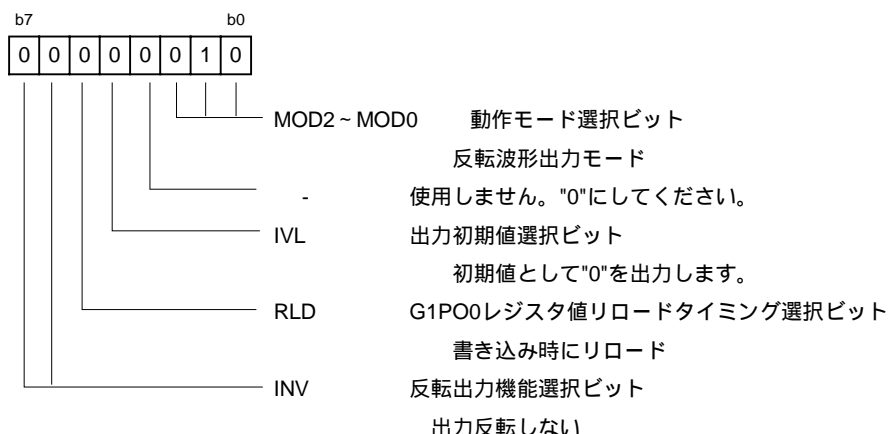 b7 b0
0 0 0 0 0 0 1 0
MOD2～MOD0 動作モード選択ビット
反転波形出力モード
- 使用しません。"0"にしてください。
IVL 出力初期値選択ビット
初期値として"0"を出力します。
RLD G1PO0レジスタ値リロードタイミング選択ビット
書き込み時にリロード
INV 反転出力機能選択ビット
出力反転しない